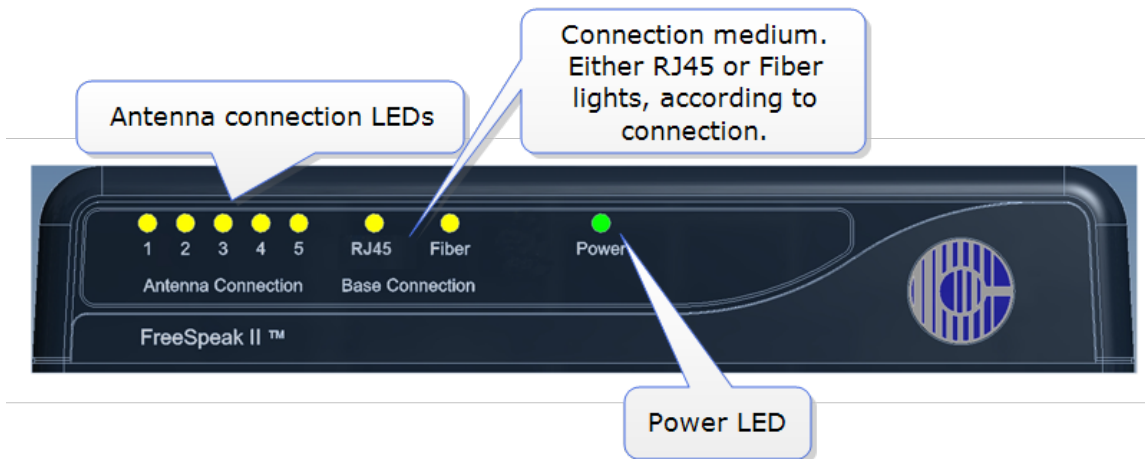 Connection medium.
Either RJ45 or Fiber
lights, according to
connection.
Antenna connection LEDs
1 2 3 4 5 RJ45 Fiber Power
Antenna Connection Base Connection
FreeSpeak II ™
Power LED